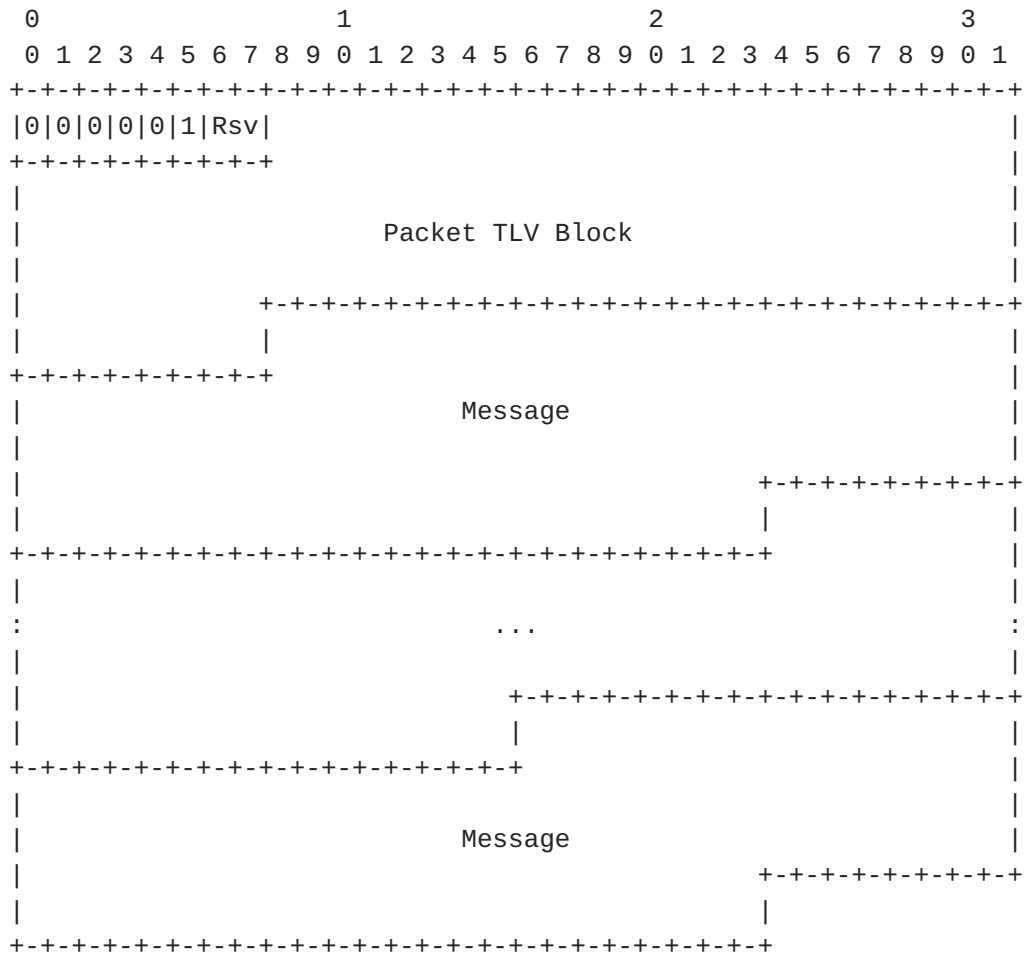 0                   1                   2                   3
 0 1 2 3 4 5 6 7 8 9 0 1 2 3 4 5 6 7 8 9 0 1 2 3 4 5 6 7 8 9 0 1
+-+-+-+-+-+-+-+-+-+-+-+-+-+-+-+-+-+-+-+-+-+-+-+-+-+-+-+-+-+-+-+-+
|0|0|0|0|0|1|Rsv|                                               |
+-+-+-+-+-+-+-+-+                                               |
|                                                               |
|                       Packet TLV Block                        |
|                                                               |
|               +-+-+-+-+-+-+-+-+-+-+-+-+-+-+-+-+-+-+-+-+-+-+-+-+
|               |                                               |
+-+-+-+-+-+-+-+-+                                               |
|                            Message                            |
|                                                               |
|                                               +-+-+-+-+-+-+-+-+
|                                               |               |
+-+-+-+-+-+-+-+-+-+-+-+-+-+-+-+-+-+-+-+-+-+-+-+-+               |
|                                                               |
:                              ...                              :
|                                                               |
|                               +-+-+-+-+-+-+-+-+-+-+-+-+-+-+-+-+
|                               |                               |
+-+-+-+-+-+-+-+-+-+-+-+-+-+-+-+-+                               |
|                                                               |
|                            Message                            |
|                                               +-+-+-+-+-+-+-+-+
|                                               |
+-+-+-+-+-+-+-+-+-+-+-+-+-+-+-+-+-+-+-+-+-+-+-+-+